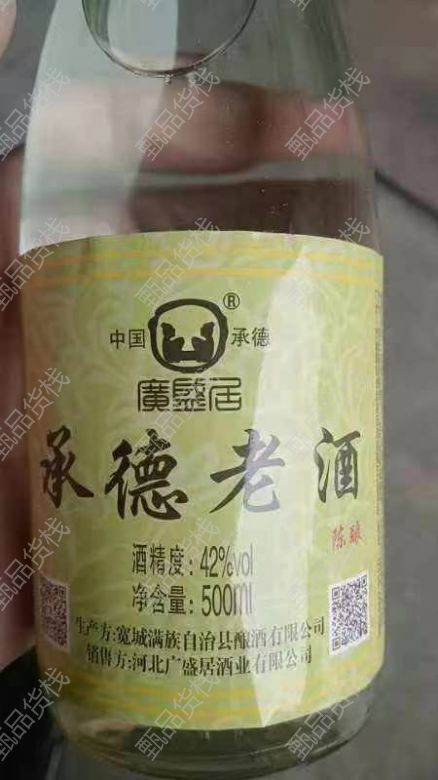 ®
中国 承德
廣盛居
承德老酒
陈酿
酒精度：42%vol
净含量：500ml
生产方:宽城满族自治县酿酒有限公司
销售方:河北广盛居酒业有限公司
甄品货栈